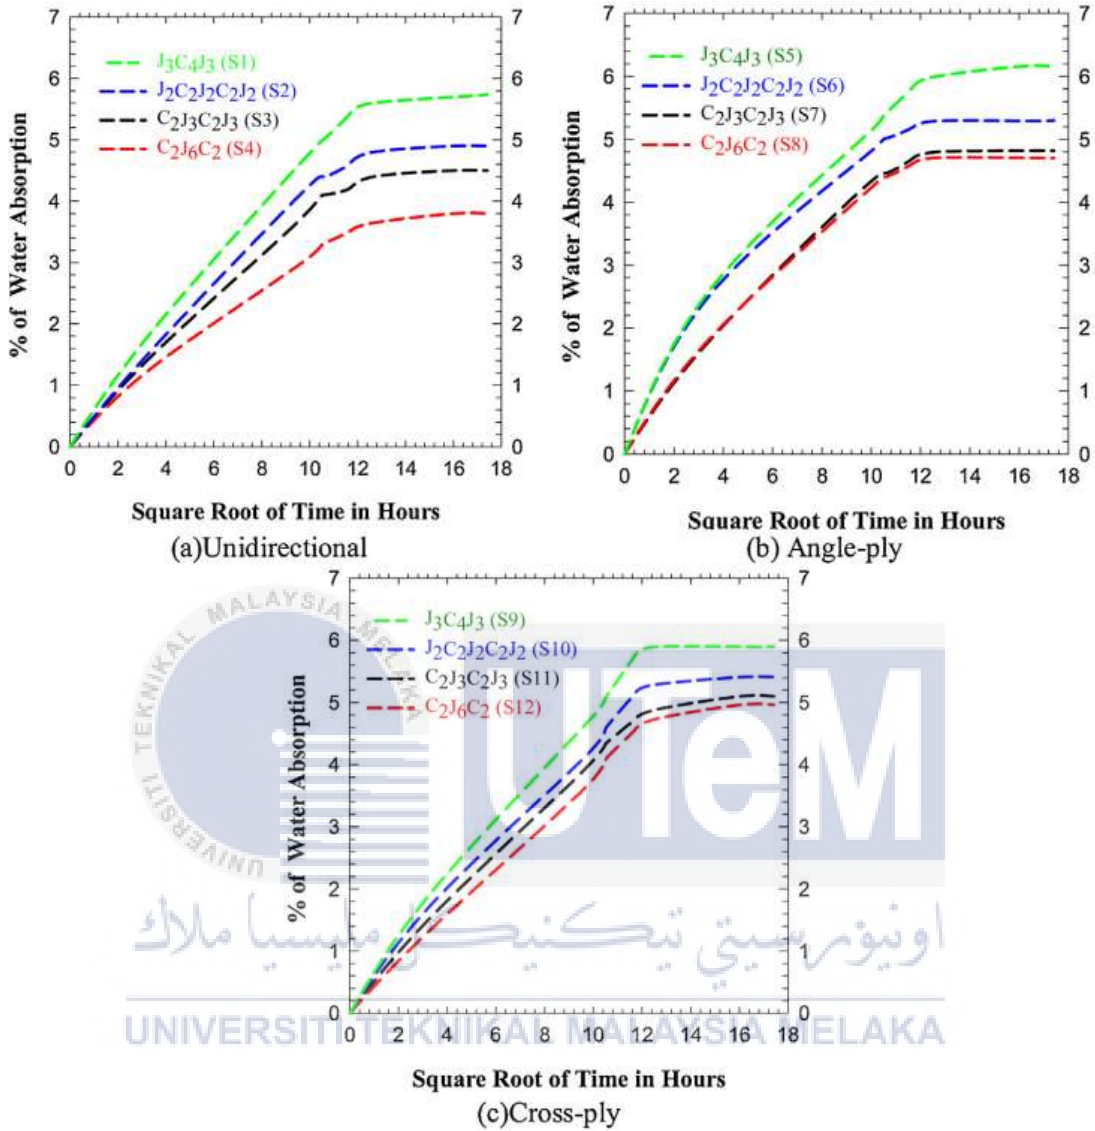 7 7
6 6
5 5
4 4
3 3
2 2
1 1
0 0
% of Water Absorption
J3C4J3 (S1)
J2C2J2C2J2 (S2)
C2J3C2J3 (S3)
C2J6C2 (S4)
0 2 4 6 8 10 12 14 16 18
Square Root of Time in Hours
(a)Unidirectional
7 7
6 6
5 5
4 4
3 3
2 2
1 1
0 0
% of Water Absorption
J3C4J3 (S5)
J2C2J2C2J2 (S6)
C2J3C2J3 (S7)
C2J6C2 (S8)
0 2 4 6 8 10 12 14 16 18
Square Root of Time in Hours
(b) Angle-ply
7 7
6 6
5 5
4 4
3 3
2 2
1 1
0 0
% of Water Absorption
J3C4J3 (S9)
J2C2J2C2J2 (S10)
C2J3C2J3 (S11)
C2J6C2 (S12)
0 2 4 6 8 10 12 14 16 18
Square Root of Time in Hours
(c)Cross-ply
UNIVERSITI TEKNIKAL MALAYSIA MELAKA
UTeM
اونيۏرسيتي تيكنيكل مليسيا ملاك
UNIVERSITI TEKNIKAL MALAYSIA MELAKA